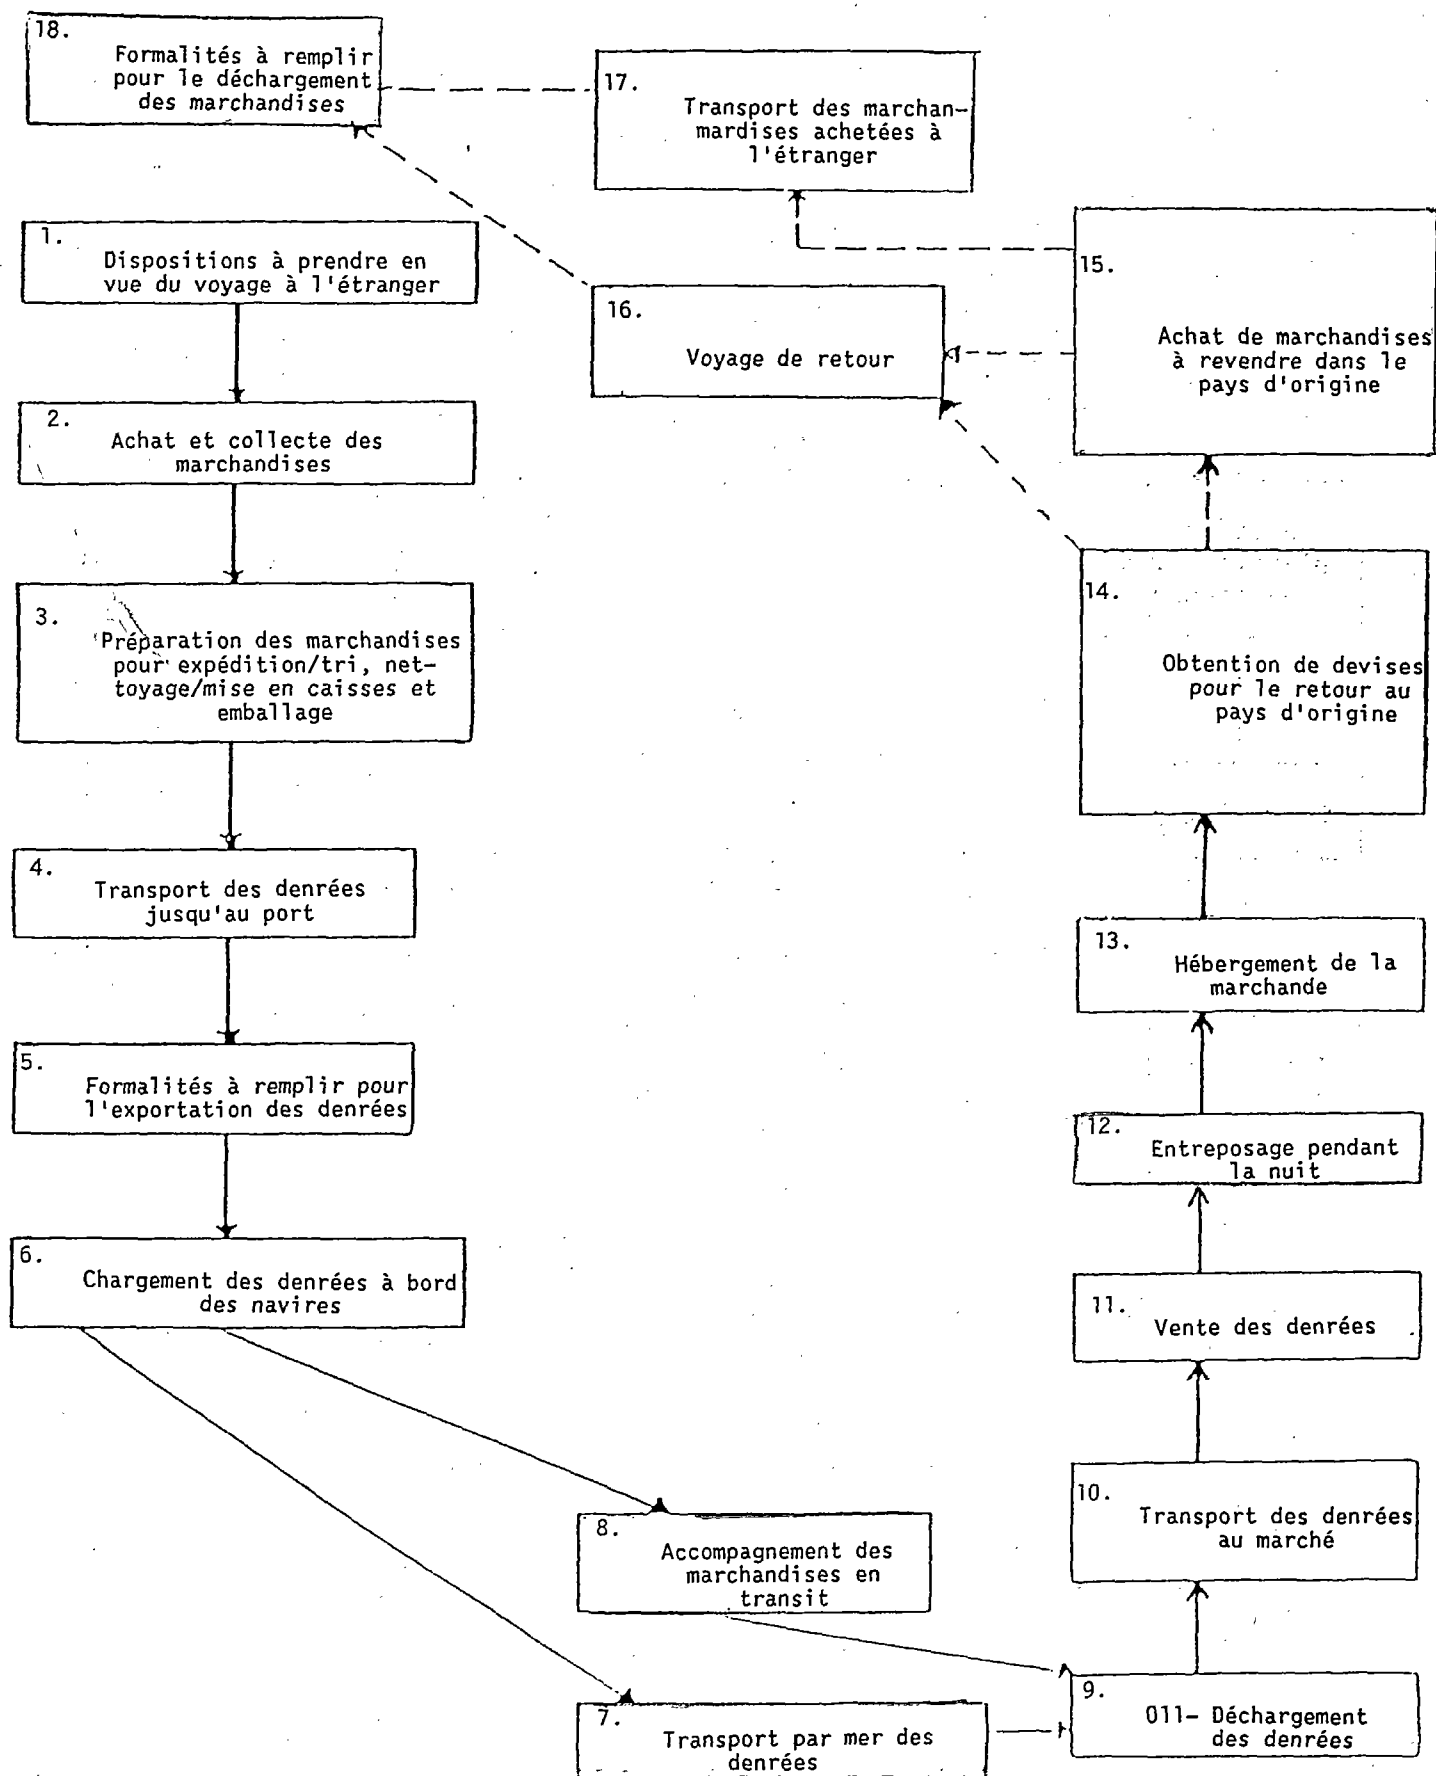 18.
Formalités à remplir
pour le déchargement
des marchandises
17.
Transport des marchan-
mardises achetées à
l'étranger
1.
Dispositions à prendre en
vue du voyage à l'étranger
15.
Achat de marchandises
à revendre dans le
pays d'origine
16.
Voyage de retour
2.
Achat et collecte des
marchandises
3.
Préparation des marchandises
pour expédition/tri, net-
toyage/mise en caisses et
emballage
14.
Obtention de devises
pour le retour au
pays d'origine
4.
Transport des denrées
jusqu'au port
13.
Hébergement de la
marchande
5.
Formalités à remplir pour
l'exportation des denrées
12.
Entreposage pendant
la nuit
6.
Chargement des denrées à bord
des navires
11.
Vente des denrées
10.
Transport des denrées
au marché
8.
Accompagnement des
marchandises en
transit
9.
011- Déchargement
des denrées
7.
Transport par mer des
denrées